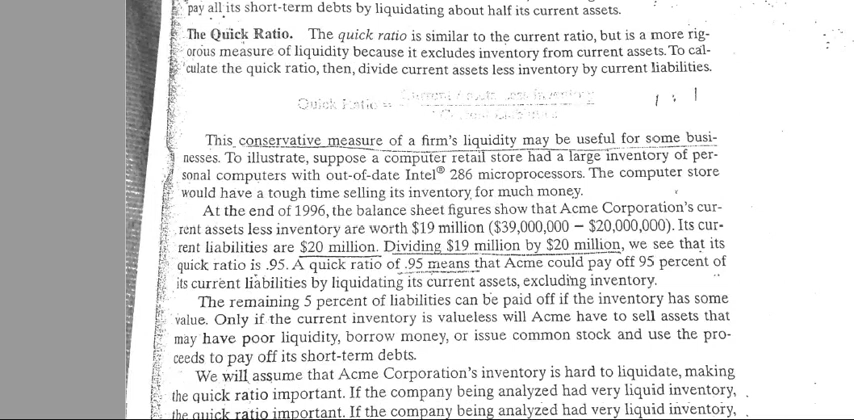 pay all its short-term debts by liquidating about half its current assets.
The Quick Ratio. The quick ratio is similar to the current ratio, but is a more rig-
orous measure of liquidity because it excludes inventory from current assets. To cal-
culate the quick ratio, then, divide current assets less inventory by current liabilities.
Quick Ratio =
1 : 1
This conservative measure of a firm's liquidity may be useful for some busi-
nesses. To illustrate, suppose a computer retail store had a large inventory of per-
sonal computers with out-of-date Intel® 286 microprocessors. The computer store
would have a tough time selling its inventory for much money.
At the end of 1996, the balance sheet figures show that Acme Corporation's cur-
rent assets less inventory are worth $19 million ($39,000,000 − $20,000,000). Its cur-
rent liabilities are $20 million. Dividing $19 million by $20 million, we see that its
quick ratio is .95. A quick ratio of .95 means that Acme could pay off 95 percent of
its current liabilities by liquidating its current assets, excluding inventory.
The remaining 5 percent of liabilities can be paid off if the inventory has some
value. Only if the current inventory is valueless will Acme have to sell assets that
may have poor liquidity, borrow money, or issue common stock and use the pro-
ceeds to pay off its short-term debts.
We will assume that Acme Corporation's inventory is hard to liquidate, making
the quick ratio important. If the company being analyzed had very liquid inventory,
the quick ratio important. If the company being analyzed had very liquid inventory,